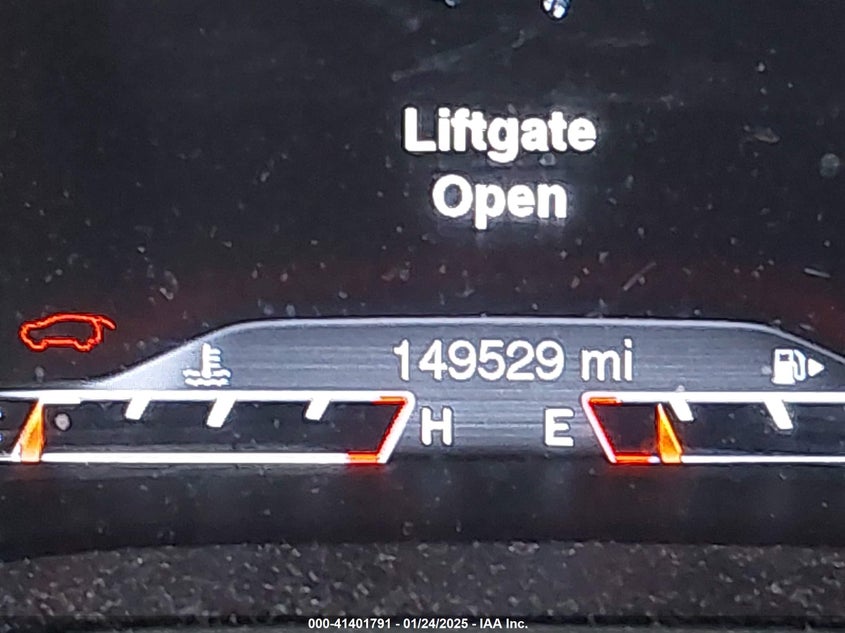 Liftgate
Open
149529 mi
H E
000-41401791 - 01/24/2025 - IAA Inc.